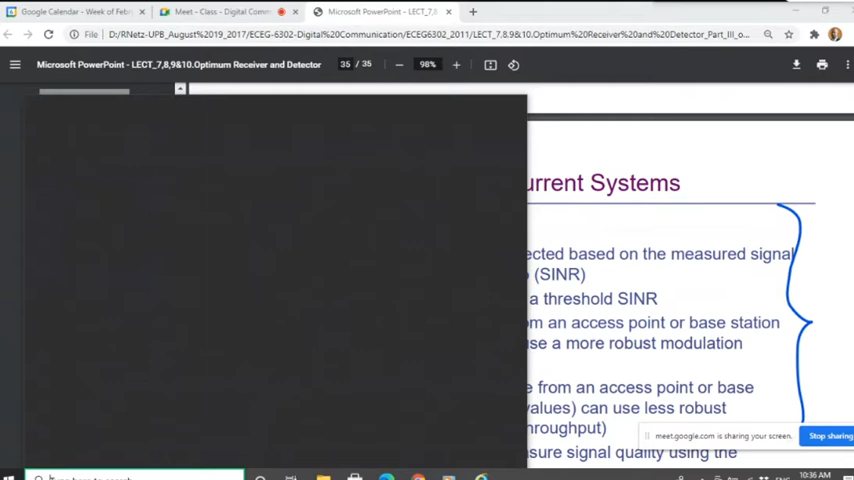 Google Calendar - Week of Febru
Meet - Class - Digital Comm
Microsoft PowerPoint - LECT_7,8,9
File
D:/RNetz-UPB_August%2019_2017/ECEG-6302-Digital%20Communication/ECEG6302_2011/LECT_7.8.9&10.Optimum%20Receiver%20and%20Detector_Part_III_o...
Microsoft PowerPoint - LECT_7,8,9&10.Optimum Receiver and Detector
35 / 35
98%
urrent Systems
ected based on the measured signal
(SINR)
a threshold SINR
om an access point or base station
use a more robust modulation
e from an access point or base
values) can use less robust
hroughput)
meet.google.com is sharing your screen.
Stop sharing
sure signal quality using the
ENG
10:36 AM